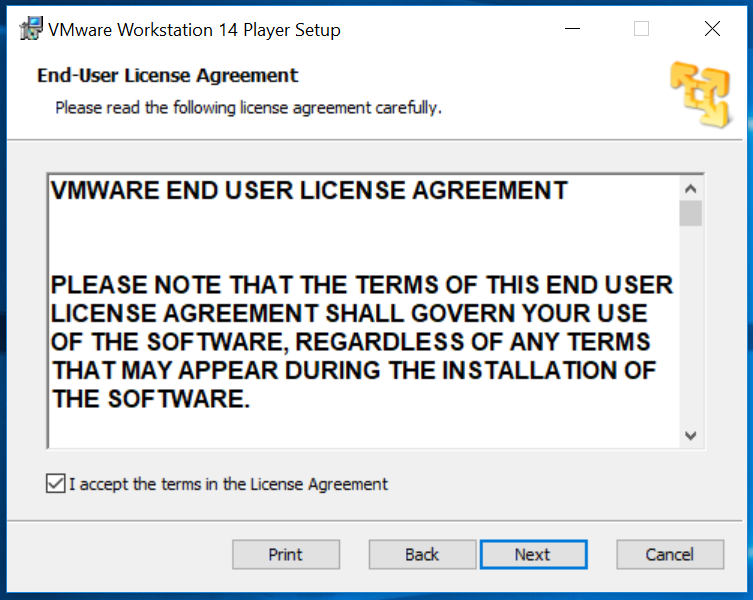 VMware Workstation 14 Player Setup
End-User License Agreement
Please read the following license agreement carefully.
VMWARE END USER LICENSE AGREEMENT
PLEASE NOTE THAT THE TERMS OF THIS END USER
LICENSE AGREEMENT SHALL GOVERN YOUR USE
OF THE SOFTWARE, REGARDLESS OF ANY TERMS
THAT MAY APPEAR DURING THE INSTALLATION OF
THE SOFTWARE.
I accept the terms in the License Agreement
Print Back Next Cancel